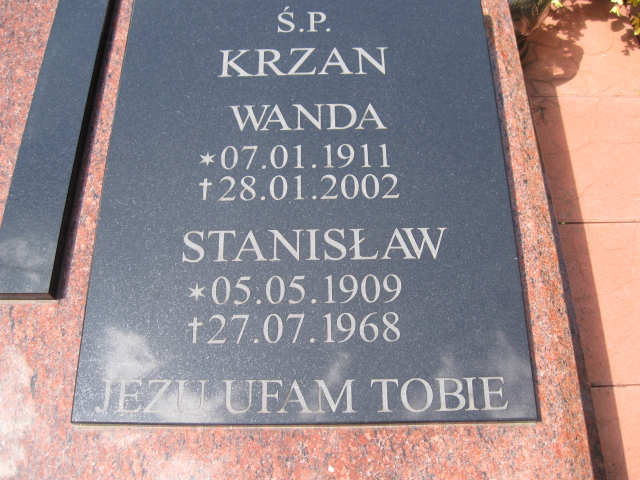 Ś.P.
KRZAN
WANDA
✶07.01.1911
†28.01.2002
STANISŁAW
✶05.05.1909
†27.07.1968
JEZU UFAM TOBIE